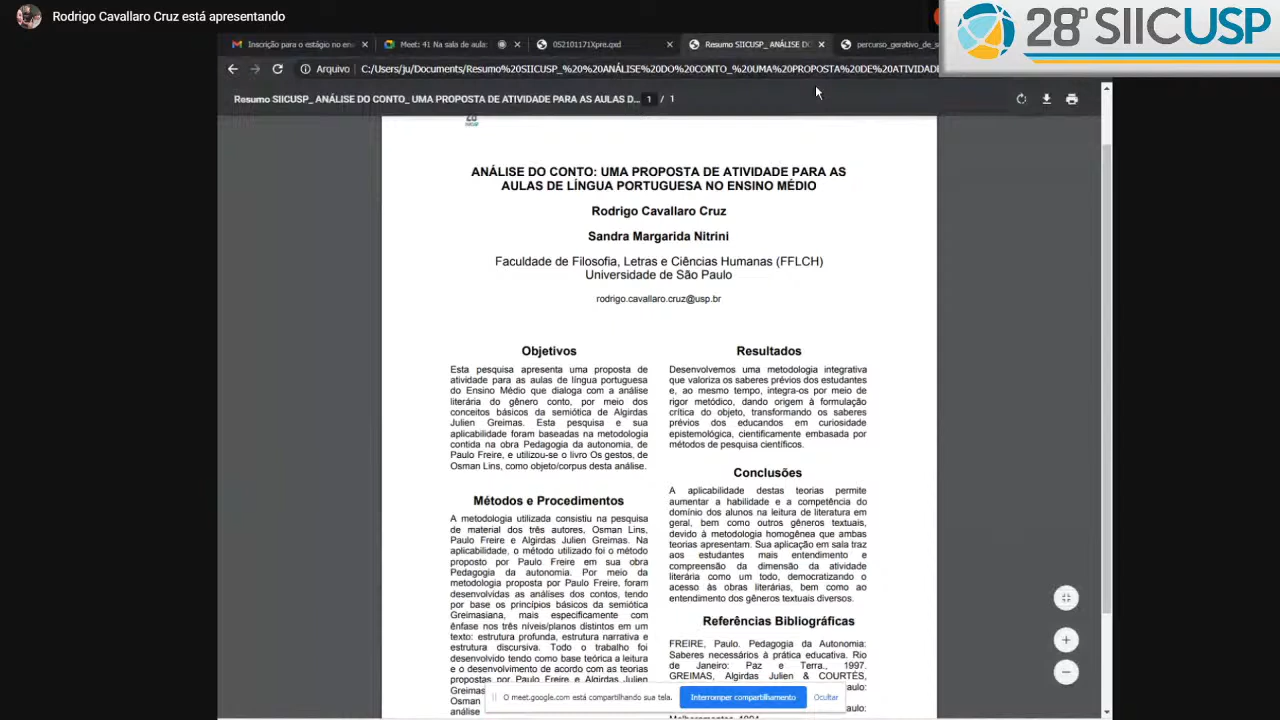 Rodrigo Cavallaro Cruz está apresentando
28º SIICUSP
Inscrição para o estágio no en
Meet: 41 Na sala de aula:
052101171Xpre.qxd
Resumo SIICUSP_ ANÁLISE DO
percurso_gerativo_de_s
Arquivo
C:/Users/ju/Documents/Resumo%20SIICUSP_%20%20ANÁLISE%20DO%20CONTO_%20UMA%20PROPOSTA%20DE%20ATIVIDADE
Resumo SIICUSP_ ANÁLISE DO CONTO_ UMA PROPOSTA DE ATIVIDADE PARA AS AULAS D...
1 / 1
ANÁLISE DO CONTO: UMA PROPOSTA DE ATIVIDADE PARA AS
AULAS DE LÍNGUA PORTUGUESA NO ENSINO MÉDIO
Rodrigo Cavallaro Cruz
Sandra Margarida Nitrini
Faculdade de Filosofia, Letras e Ciências Humanas (FFLCH)
Universidade de São Paulo
rodrigo.cavallaro.cruz@usp.br
Objetivos
Esta pesquisa apresenta uma proposta de
atividade para as aulas de língua portuguesa
do Ensino Médio que dialoga com a análise
literária do gênero conto, por meio dos
conceitos básicos da semiótica de Algirdas
Julien Greimas. Esta pesquisa e sua
aplicabilidade foram baseadas na metodologia
contida na obra Pedagogia da autonomia, de
Paulo Freire, e utilizou-se o livro Os gestos, de
Osman Lins, como objeto/corpus desta análise.
Métodos e Procedimentos
A metodologia utilizada consistiu na pesquisa
de material dos três autores, Osman Lins,
Paulo Freire e Algirdas Julien Greimas. Na
aplicabilidade, o método utilizado foi o método
proposto por Paulo Freire em sua obra
Pedagogia da autonomia. Por meio da
metodologia proposta por Paulo Freire, foram
desenvolvidas as análises dos contos, tendo
por base os princípios básicos da semiótica
Greimasiana, mais especificamente com
ênfase nos três níveis/planos distintos em um
texto: estrutura profunda, estrutura narrativa e
estrutura discursiva. Todo o trabalho foi
desenvolvido tendo como base teórica a leitura
e o desenvolvimento de acordo com as teorias
propostas por Paulo Freire e Algirdas Julien
Greimas
Osman
análise
Resultados
Desenvolvemos uma metodologia integrativa
que valoriza os saberes prévios dos estudantes
e, ao mesmo tempo, integra-os por meio de
rigor metódico, dando origem à formulação
crítica do objeto, transformando os saberes
prévios dos educandos em curiosidade
epistemológica, cientificamente embasada por
métodos de pesquisa científicos.
Conclusões
A aplicabilidade destas teorias permite
aumentar a habilidade e a competência do
domínio dos alunos na leitura de literatura em
geral, bem como outros gêneros textuais,
devido à metodologia homogênea que ambas
teorias apresentam. Sua aplicação em sala traz
aos estudantes mais entendimento e
compreensão da dimensão da atividade
literária como um todo, democratizando o
acesso às obras literárias, bem como ao
entendimento dos gêneros textuais diversos.
Referências Bibliográficas
FREIRE, Paulo. Pedagogia da Autonomia:
Saberes necessários à prática educativa. Rio
de Janeiro: Paz e Terra., 1997.
GREIMAS, Algirdas Julien & COURTÉS,
O meet.google.com está compartilhando sua tela.
Interromper compartilhamento
Ocultar